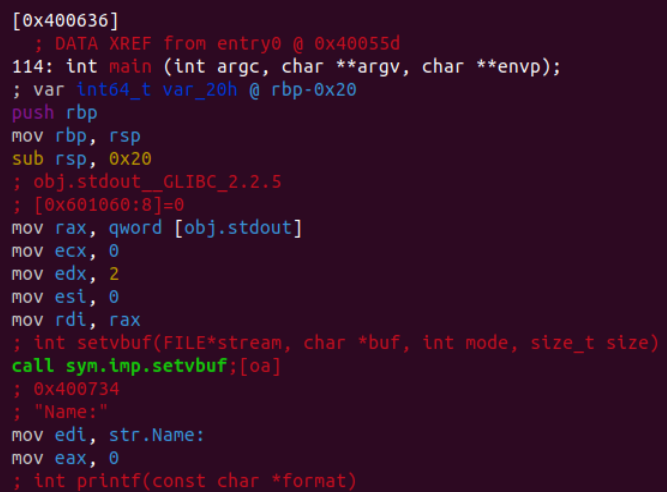 [0x400636]
; DATA XREF from entry0 @ 0x40055d
114: int main (int argc, char **argv, char **envp);
; var int64_t var_20h @ rbp-0x20
push rbp
mov rbp, rsp
sub rsp, 0x20
; obj.stdout__GLIBC_2.2.5
; [0x601060:8]=0
mov rax, qword [obj.stdout]
mov ecx, 0
mov edx, 2
mov esi, 0
mov rdi, rax
; int setvbuf(FILE*stream, char *buf, int mode, size_t size)
call sym.imp.setvbuf;[oa]
; 0x400734
; "Name:"
mov edi, str.Name:
mov eax, 0
; int printf(const char *format)